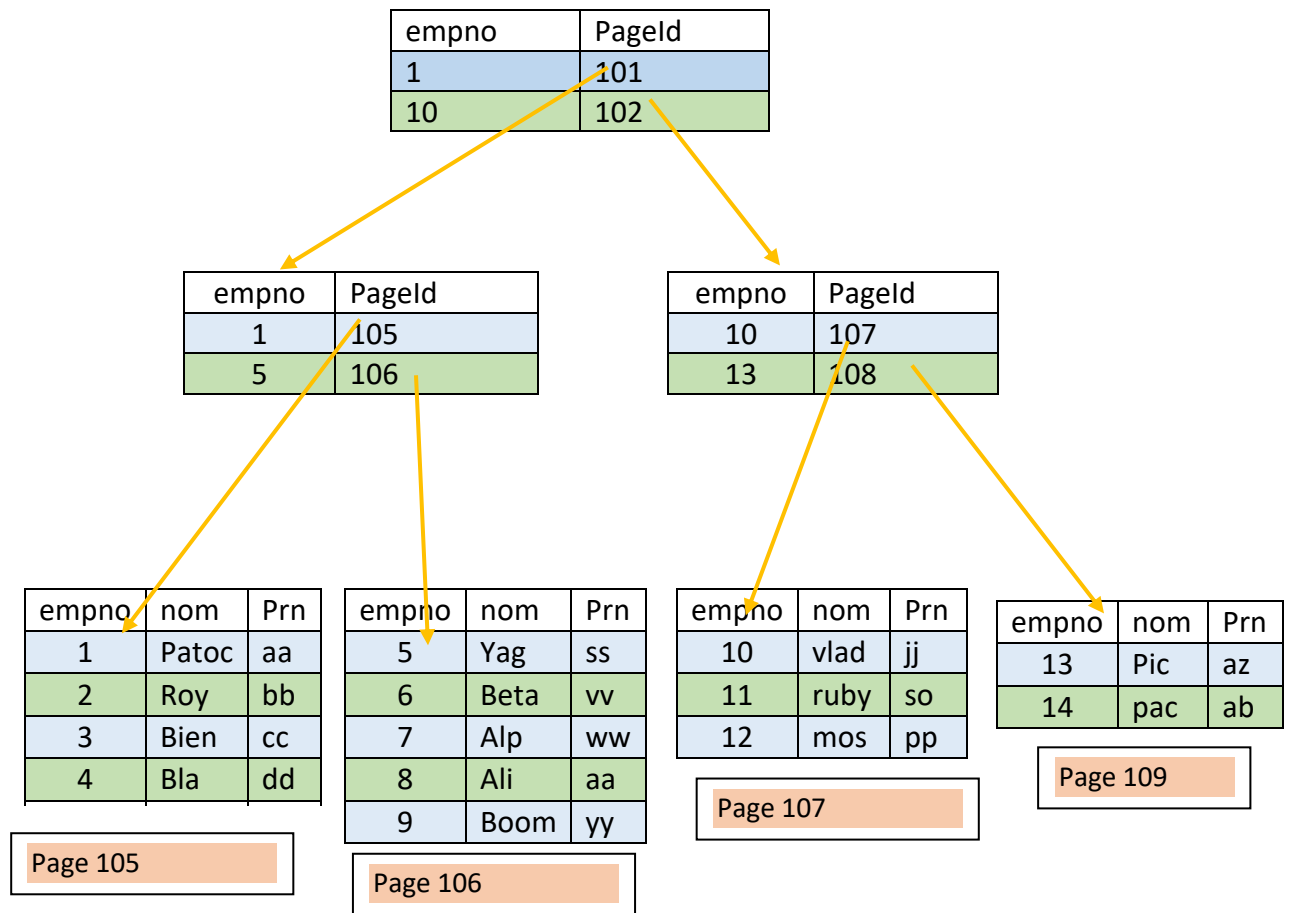 empno PageId
1 101
10 102
empno PageId
1 105
5 106
empno PageId
10 107
13 108
empno nom Prn
1 Patoc aa
2 Roy bb
3 Bien cc
4 Bla dd
Page 105
empno nom Prn
5 Yag ss
6 Beta vv
7 Alp ww
8 Ali aa
9 Boom yy
Page 106
empno nom Prn
10 vlad jj
11 ruby so
12 mos pp
Page 107
empno nom Prn
13 Pic az
14 pac ab
Page 109